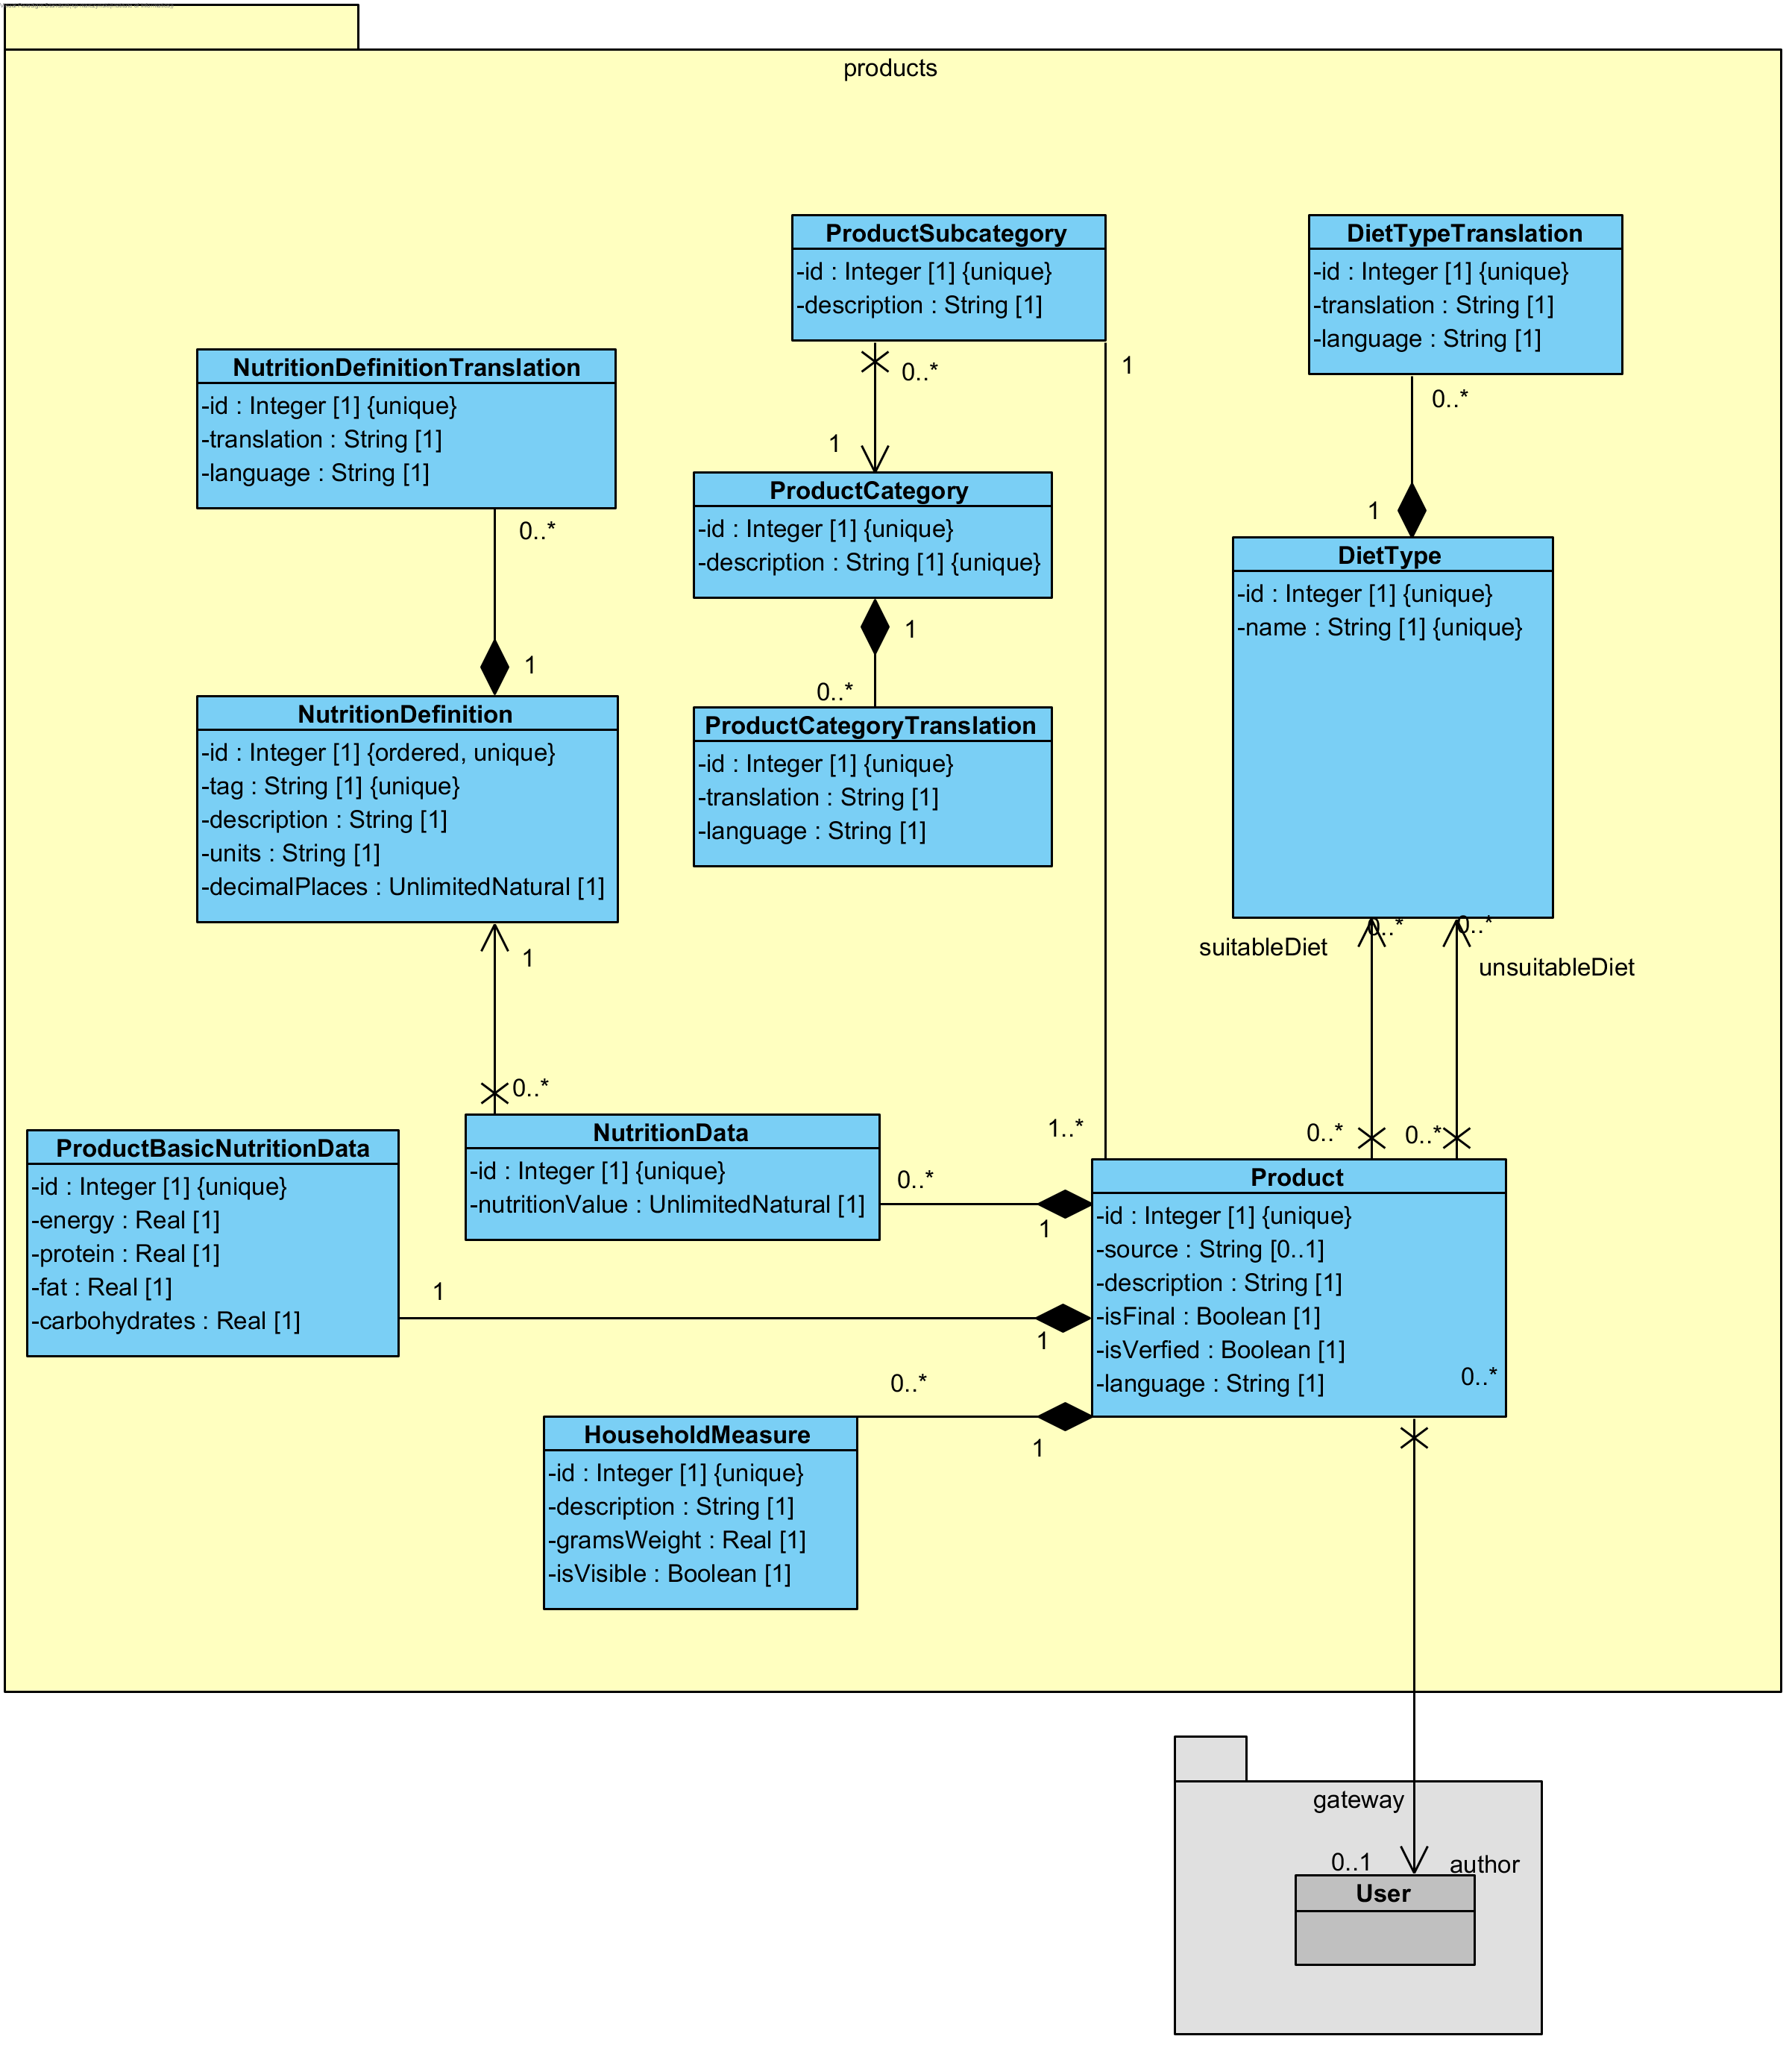 products
ProductSubcategory
-id : Integer [1] {unique}
-description : String [1]
0..*
1
1
DietTypeTranslation
-id : Integer [1] {unique}
-translation : String [1]
-language : String [1]
0..*
1
NutritionDefinitionTranslation
-id : Integer [1] {unique}
-translation : String [1]
-language : String [1]
0..*
1
ProductCategory
-id : Integer [1] {unique}
-description : String [1] {unique}
1
0..*
DietType
-id : Integer [1] {unique}
-name : String [1] {unique}
NutritionDefinition
-id : Integer [1] {ordered, unique}
-tag : String [1] {unique}
-description : String [1]
-units : String [1]
-decimalPlaces : UnlimitedNatural [1]
ProductCategoryTranslation
-id : Integer [1] {unique}
-translation : String [1]
-language : String [1]
0..*
0..*
suitableDiet
unsuitableDiet
1
0..*
1..*
0..*
0..*
ProductBasicNutritionData
-id : Integer [1] {unique}
-energy : Real [1]
-protein : Real [1]
-fat : Real [1]
-carbohydrates : Real [1]
NutritionData
-id : Integer [1] {unique}
-nutritionValue : UnlimitedNatural [1]
0..*
1
Product
-id : Integer [1] {unique}
-source : String [0..1]
-description : String [1]
-isFinal : Boolean [1]
-isVerfied : Boolean [1]
-language : String [1]
0..*
1
1
0..*
1
HouseholdMeasure
-id : Integer [1] {unique}
-description : String [1]
-gramsWeight : Real [1]
-isVisible : Boolean [1]
gateway
0..1
author
User